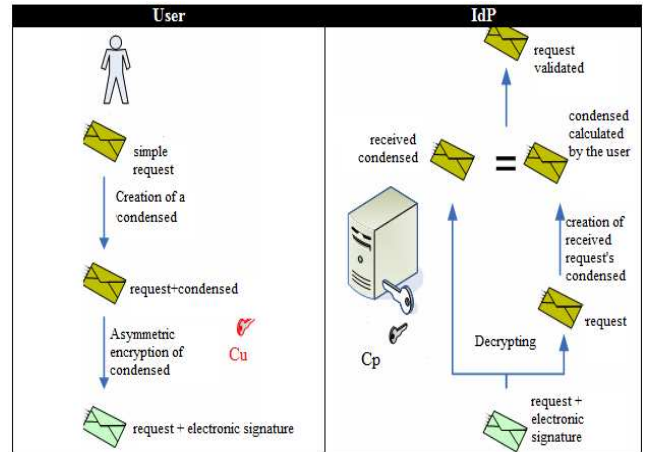 User
simple
request
Creation of a
condensed
request+condensed
Asymmetric
encryption of
condensed
Cu
request + electronic signature
IdP
request
validated
received
condensed
=
condensed
calculated
by the user
creation of
received
request's
condensed
request
Cp
Decrypting
request +
electronic
signature